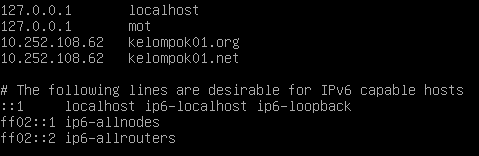 127.0.0.1       localhost
127.0.0.1       mot
10.252.108.62   kelompok01.org
10.252.108.62   kelompok01.net

# The following lines are desirable for IPv6 capable hosts
::1     localhost ip6-localhost ip6-loopback
ff02::1 ip6-allnodes
ff02::2 ip6-allrouters